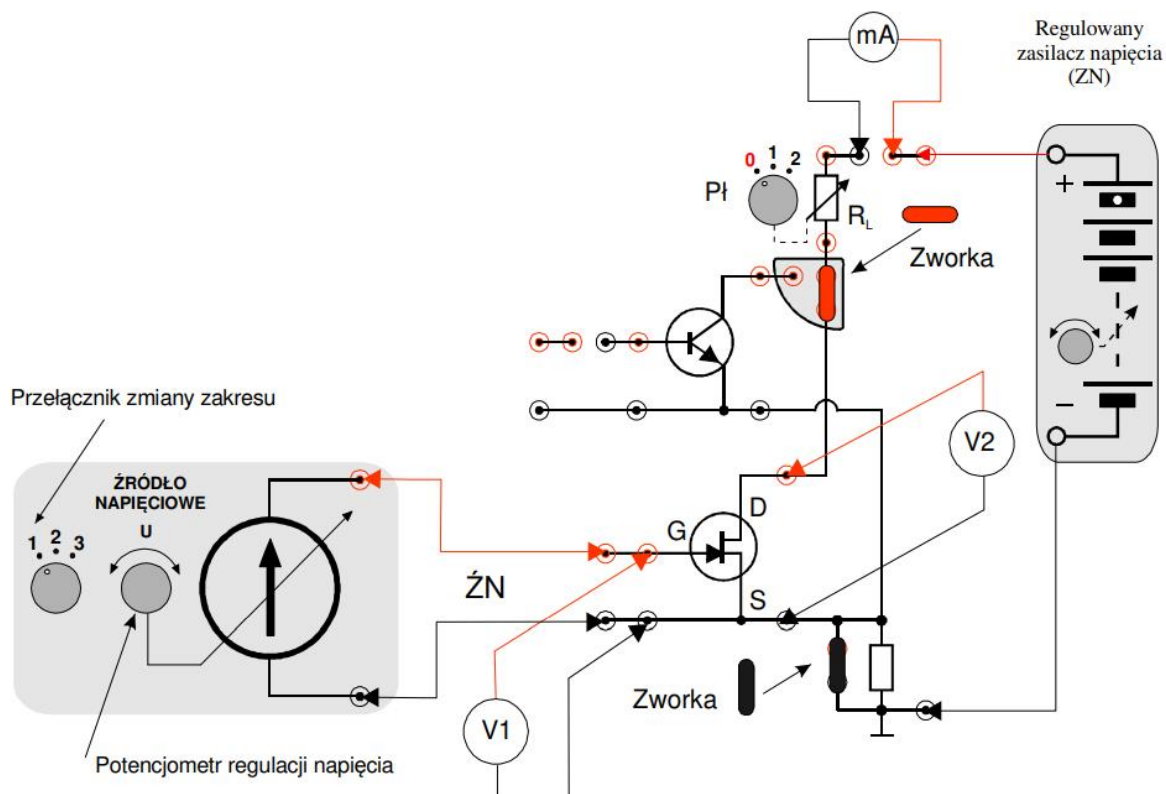 mA
Regulowany
zasilacz napięcia
(ZN)
0 1 2
Pł
R_L
Zworka
+
−
Przełącznik zmiany zakresu
ŹRÓDŁO
NAPIĘCIOWE
U
1 2 3
V2
D
G
S
ŹN
Zworka
V1
Potencjometr regulacji napięcia